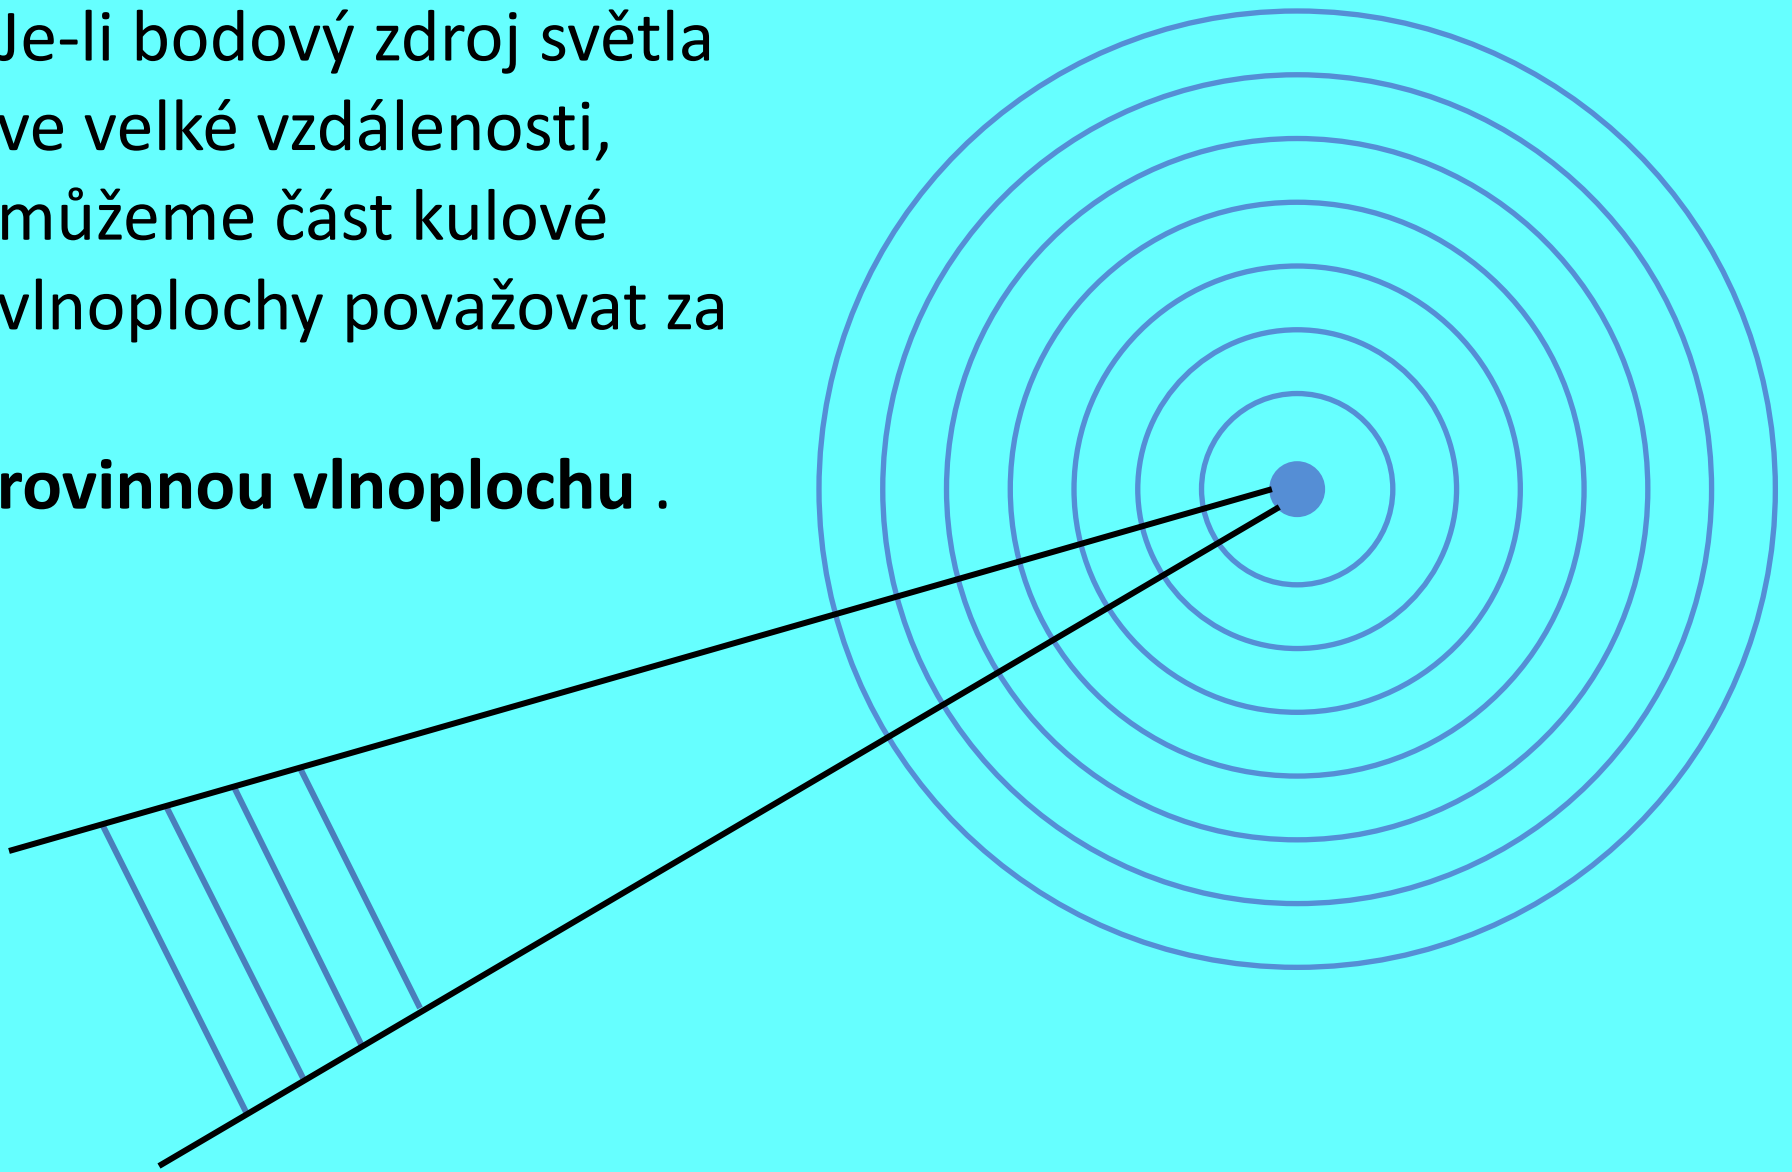 Je-li bodový zdroj světla
ve velké vzdálenosti,
můžeme část kulové
vlnoplochy považovat za
rovinnou vlnoplochu .